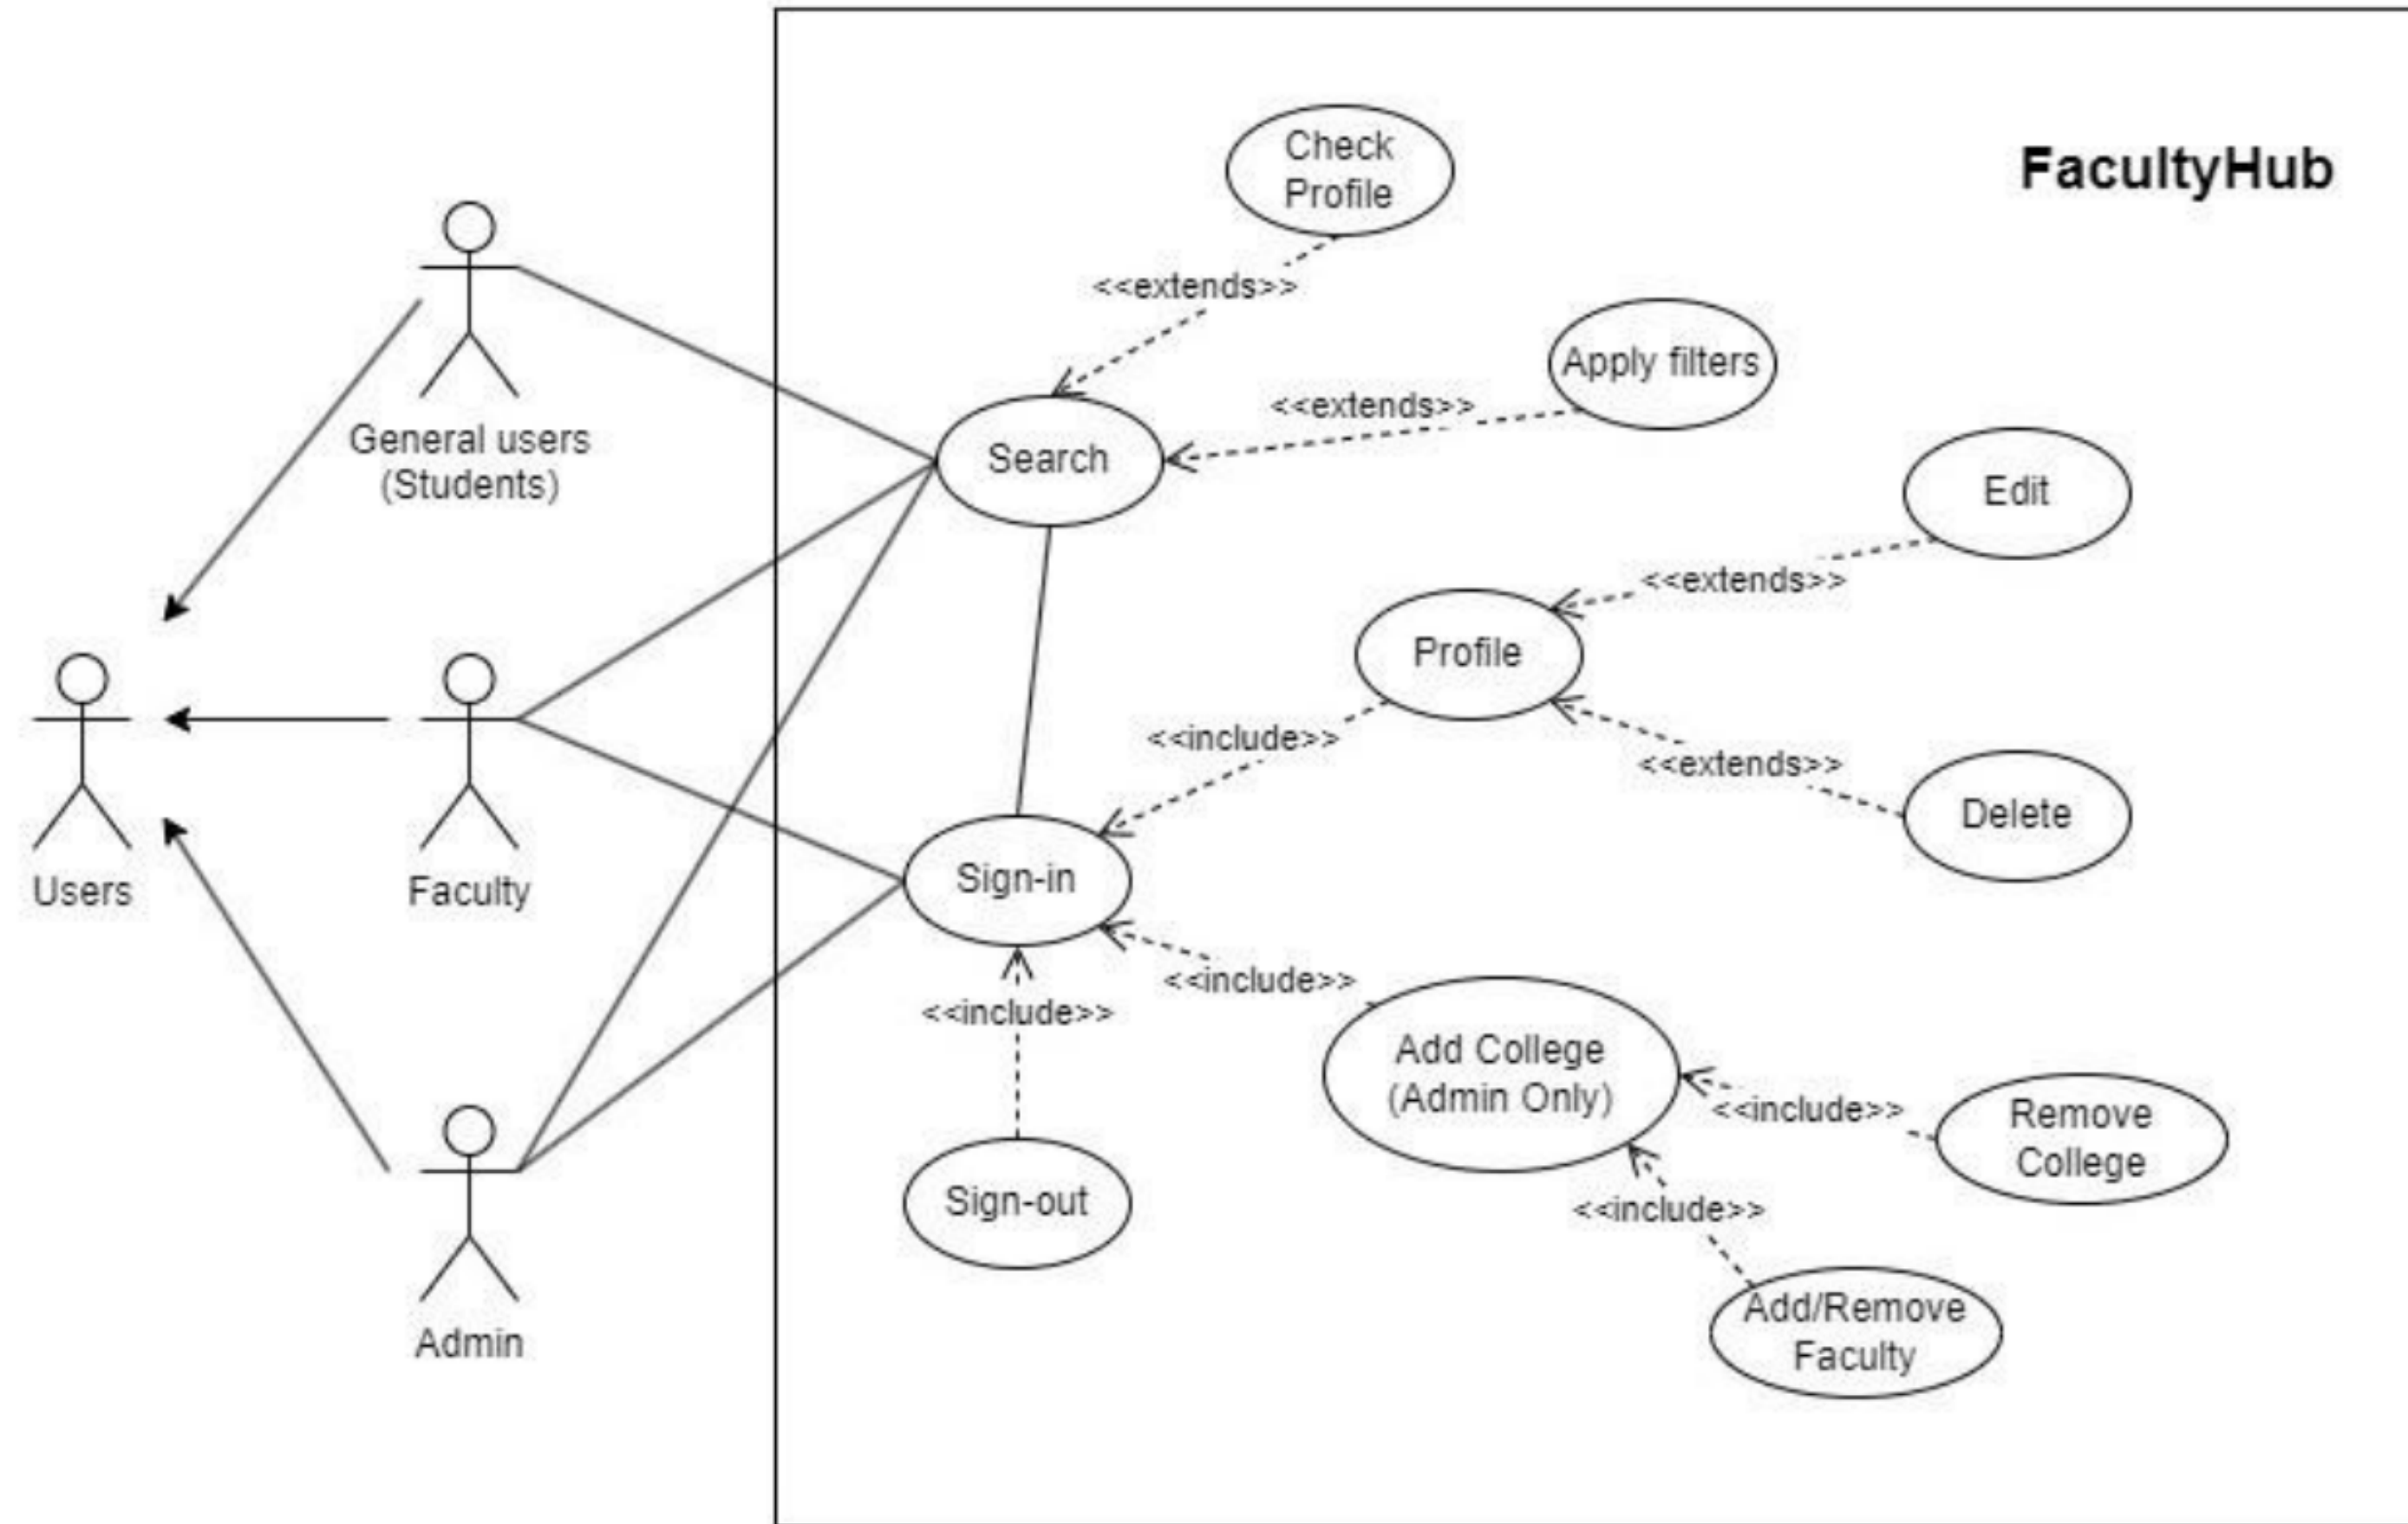 FacultyHub
Check
Profile
<<extends>>
Apply filters
<<extends>>
General users
(Students)
Search
Edit
<<extends>>
Profile
<<include>>
<<extends>>
Delete
Users
Faculty
Sign-in
<<include>>
<<include>>
Add College
(Admin Only)
<<include>>
Remove
College
Sign-out
<<include>>
Add/Remove
Faculty
Admin